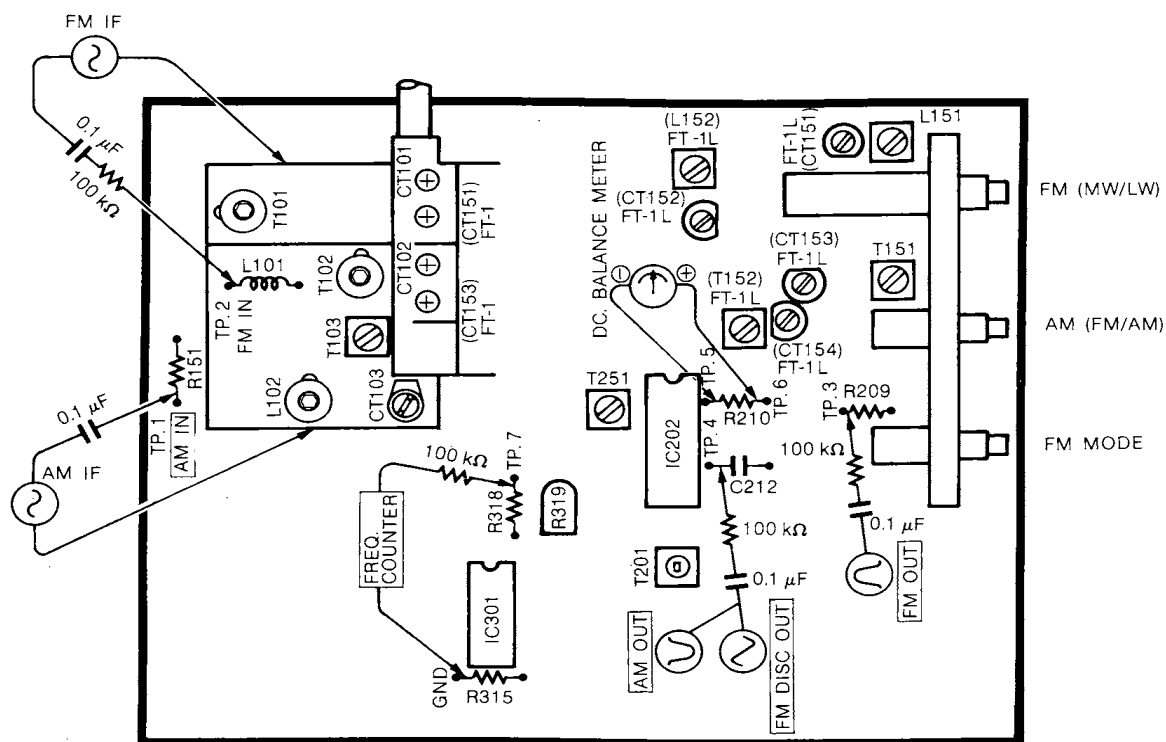 FM IF
0.1 µF
100 kΩ
T101
L101
TP.2
FM IN
T102
T103
L102
CT103
CT101
(CT151)
FT-1
CT102
(CT153)
FT-1
R151
TP.1
AM IN
0.1 µF
AM IF
100 kΩ
TP.7
R318
R319
FREQ.
COUNTER
IC301
GND
R315
(L152)
FT-1L
(CT152)
FT-1L
FT-1L
(CT151)
L151
DC. BALANCE METER
⊖
⊕
(CT153)
FT-1L
(T152)
FT-1L
T151
(CT154)
FT-1L
T251
IC202
TP.5
R210
TP.6
TP.4
C212
TP.3
R209
100 kΩ
0.1 µF
FM OUT
100 kΩ
0.1 µF
T201
AM OUT
FM DISC OUT
FM (MW/LW)
AM (FM/AM)
FM MODE